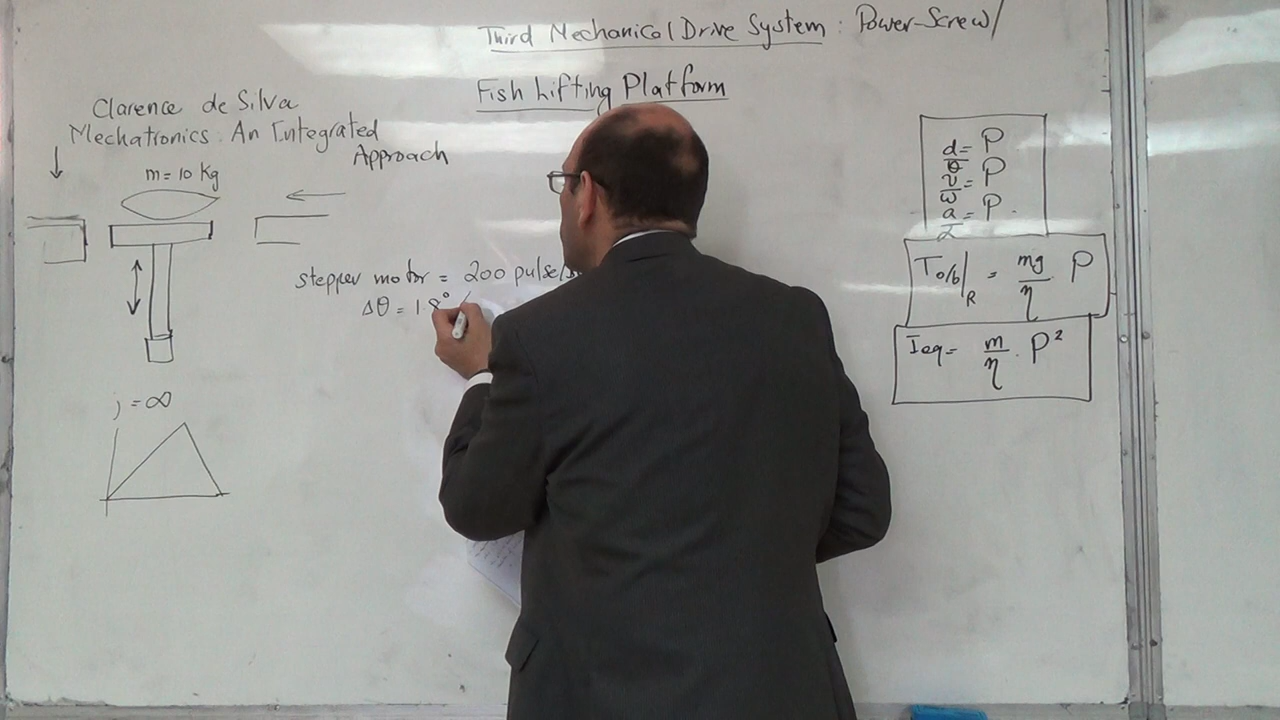 Third Mechanical Drive System : Power-Screw/
Fish Lifting Platform
Clarence de Silva
Mechatronics: An Integrated
Approach
m = 10 Kg
stepper motor = 200 pulse/
Δθ = 1.8°
j = ∞
d/θ = P
v/ω = P
a/α = P
T o/b|R = mg/η . P
Ieq = m/η . P²